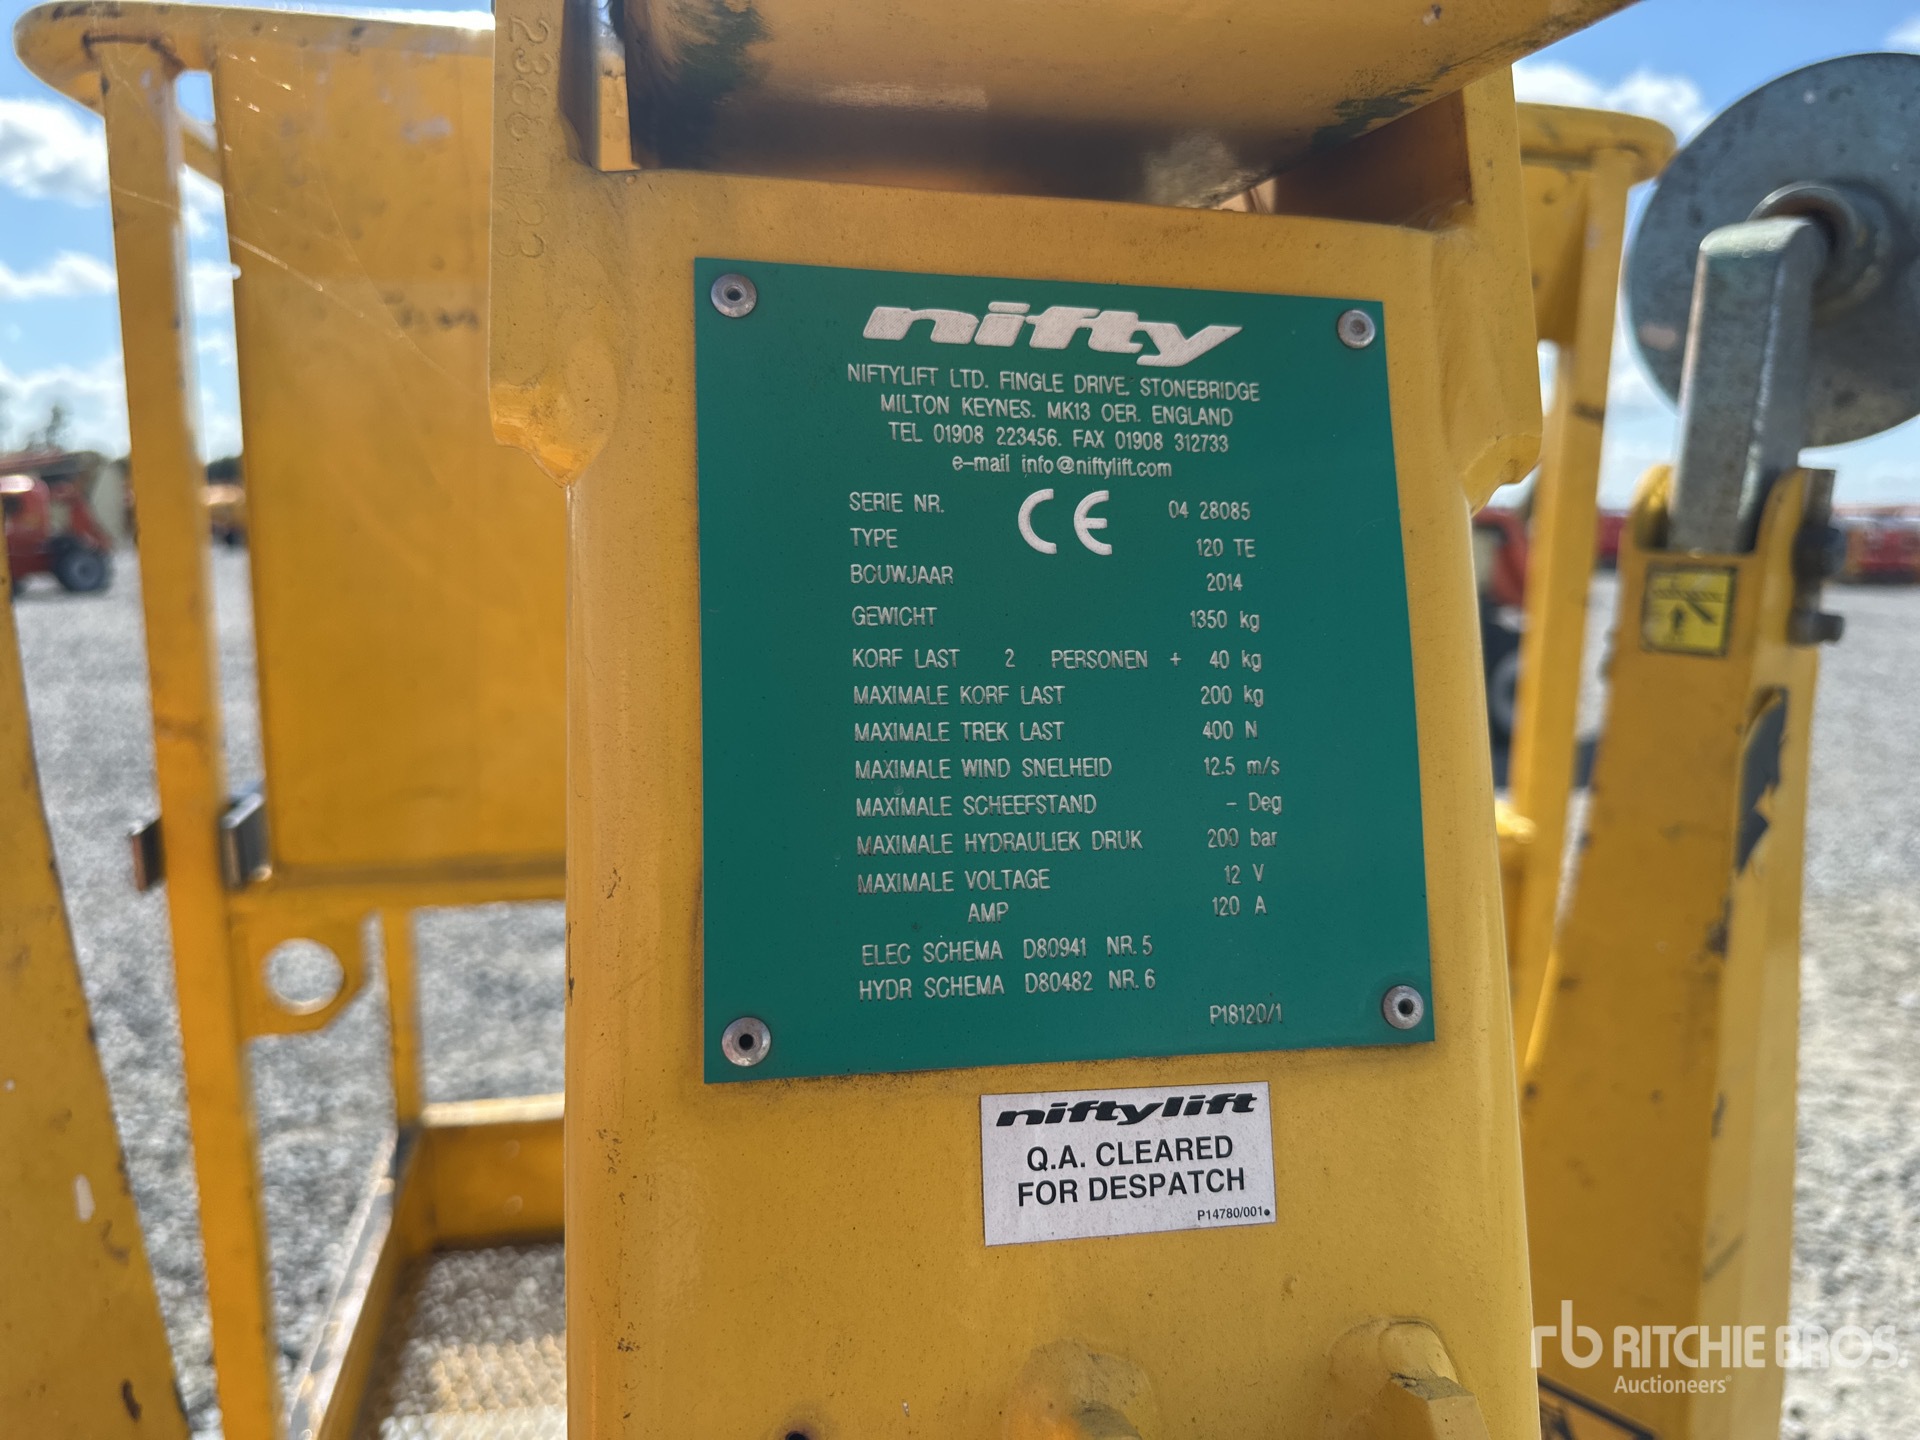 nifty
NIFTYLIFT LTD. FINGLE DRIVE. STONEBRIDGE
MILTON KEYNES. MK13 OER. ENGLAND
TEL 01908 223456. FAX 01908 312733
e-mail info@niftylift.com
SERIE NR. CE 04 28085
TYPE 120 TE
BOUWJAAR 2014
GEWICHT 1350 kg
KORF LAST 2 PERSONEN + 40 kg
MAXIMALE KORF LAST 200 kg
MAXIMALE TREK LAST 400 N
MAXIMALE WIND SNELHEID 12.5 m/s
MAXIMALE SCHEEFSTAND - Deg
MAXIMALE HYDRAULIEK DRUK 200 bar
MAXIMALE VOLTAGE 12 V
AMP 120 A
ELEC SCHEMA D80941 NR. 5
HYDR SCHEMA D80482 NR. 6
P18120/1
niftylift
Q.A. CLEARED
FOR DESPATCH
P14780/001
rb RITCHIE BROS.
Auctioneers